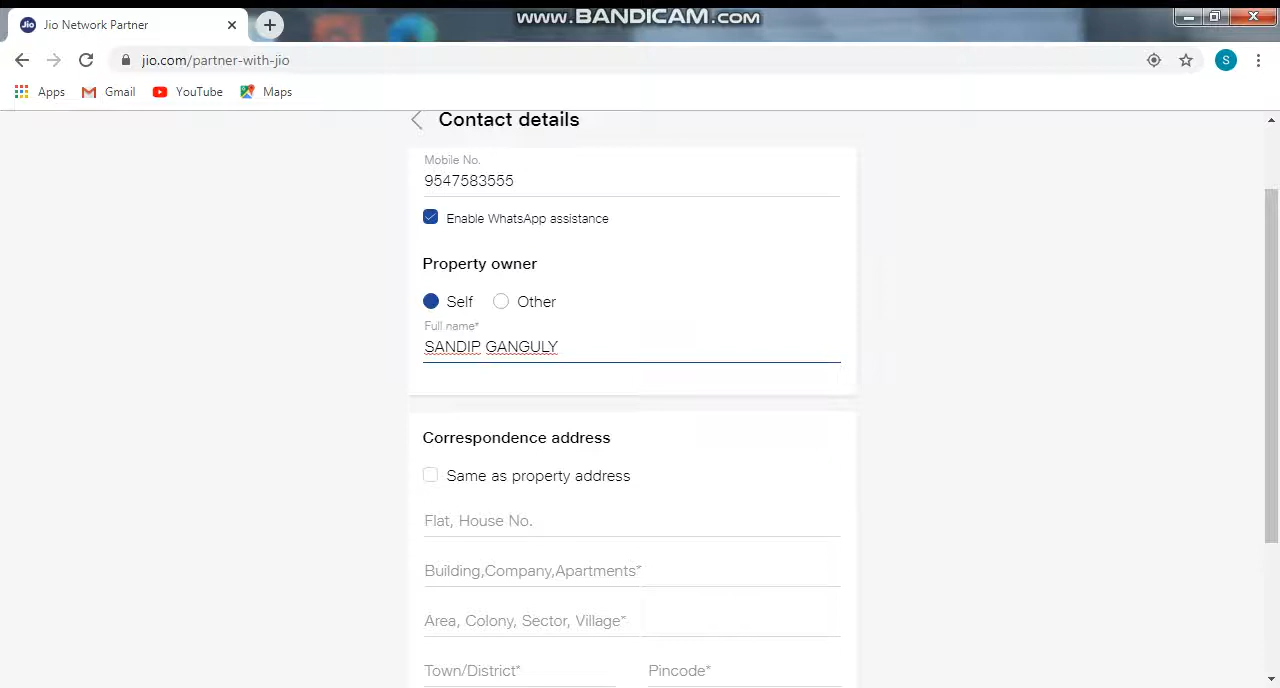 www.BANDICAM.com
Jio Jio Network Partner
jio.com/partner-with-jio
S
Apps Gmail YouTube Maps
Contact details
Mobile No.
9547583555
Enable WhatsApp assistance
Property owner
Self Other
Full name*
SANDIP GANGULY
Correspondence address
Same as property address
Flat, House No.
Building,Company,Apartments*
Area, Colony, Sector, Village*
Town/District* Pincode*